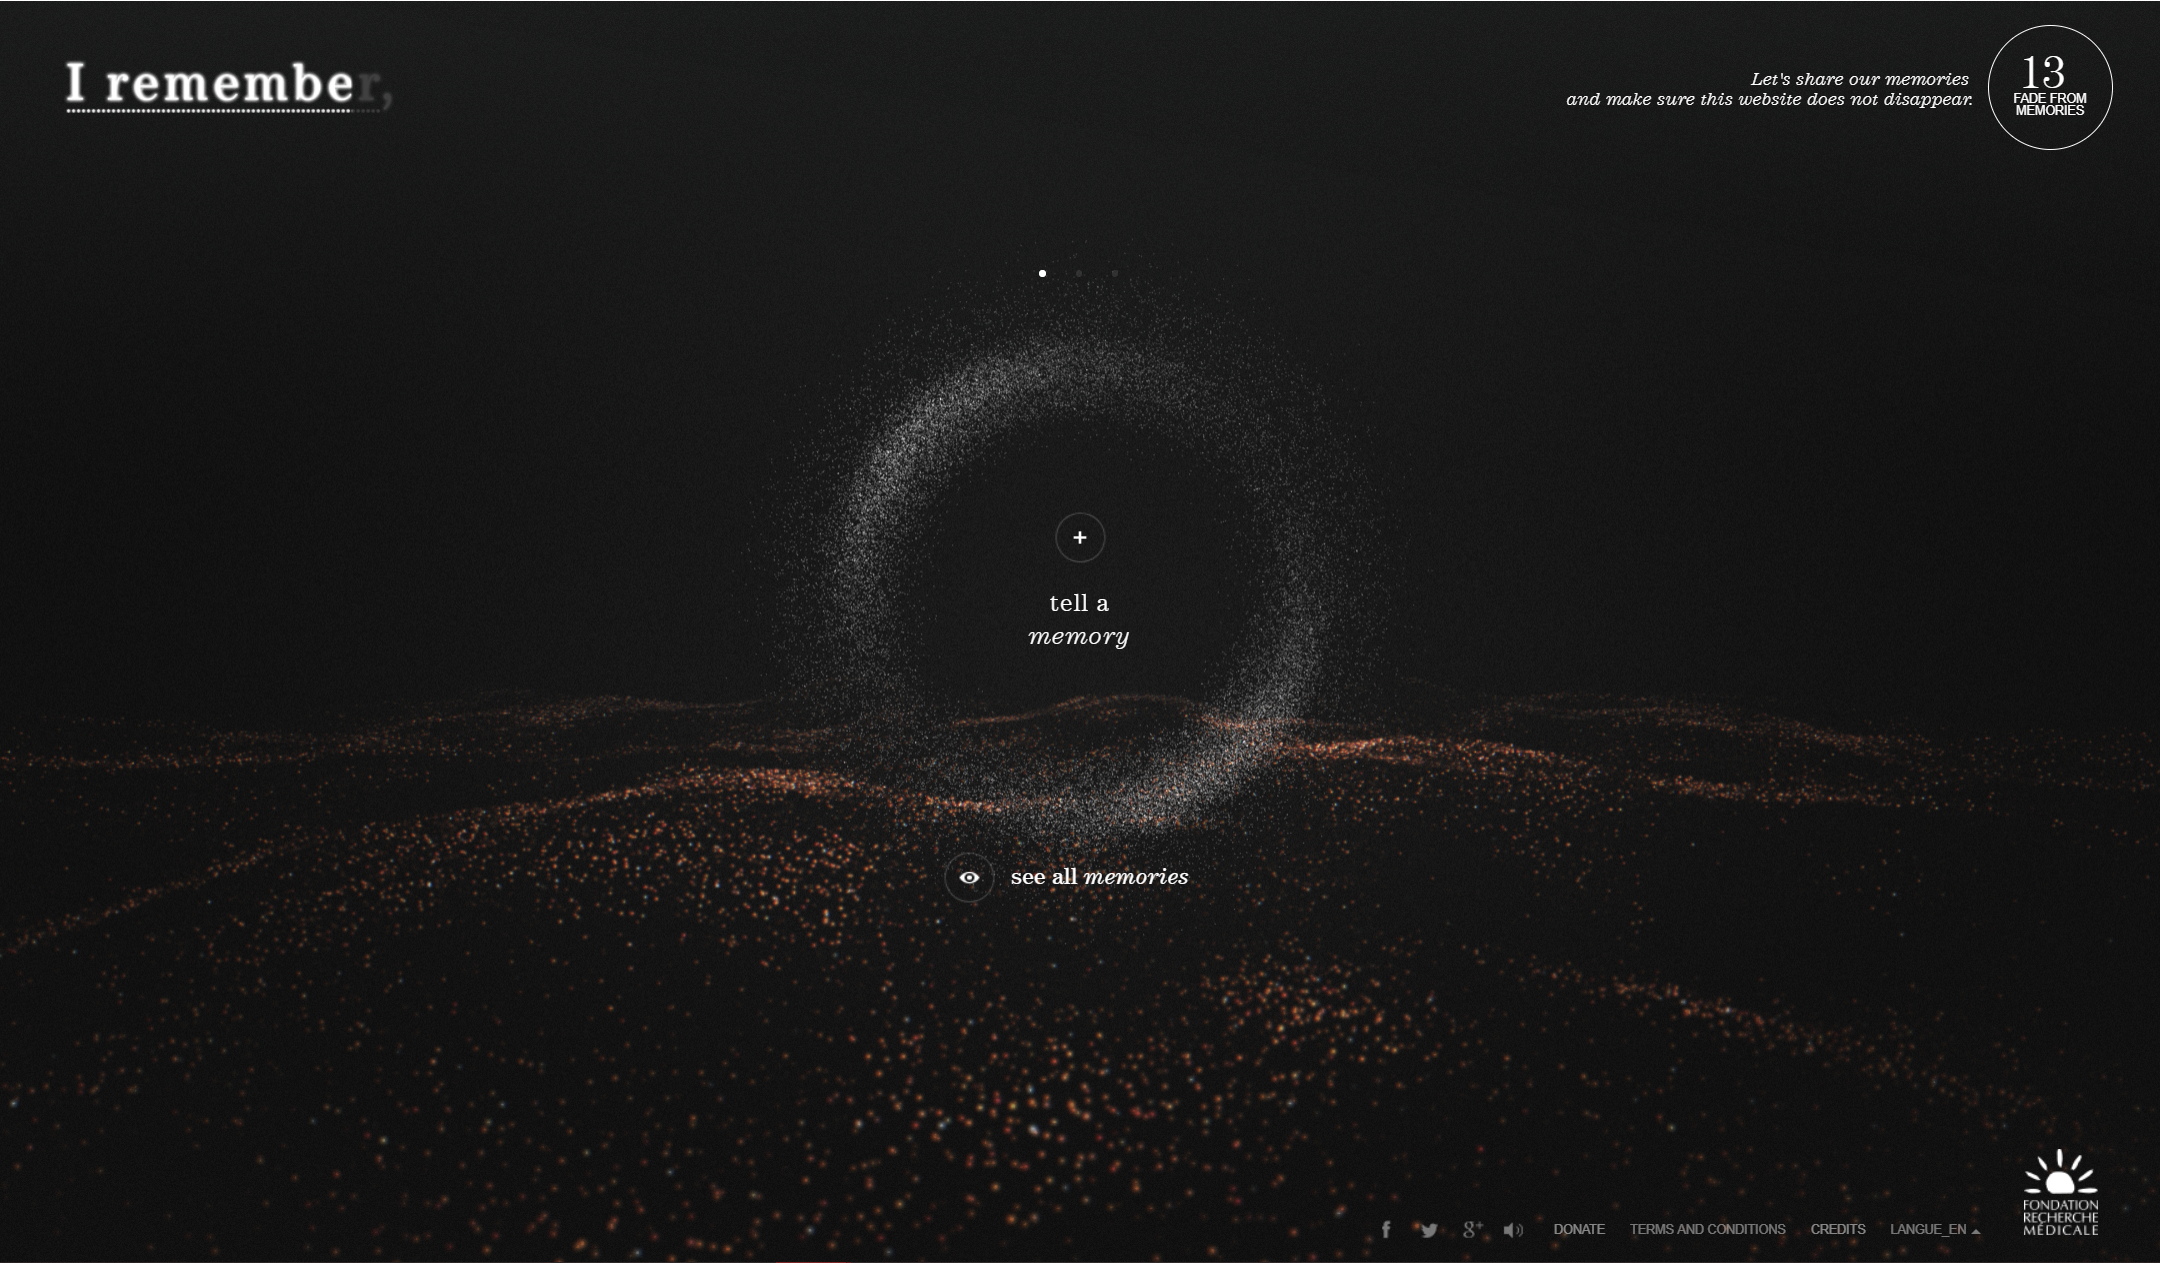 I remember,
Let's share our memories
and make sure this website does not disappear.
13
FADE FROM
MEMORIES
tell a
memory
see all memories
DONATE TERMS AND CONDITIONS CREDITS LANGUE_EN
FONDATION
RECHERCHE
MÉDICALE